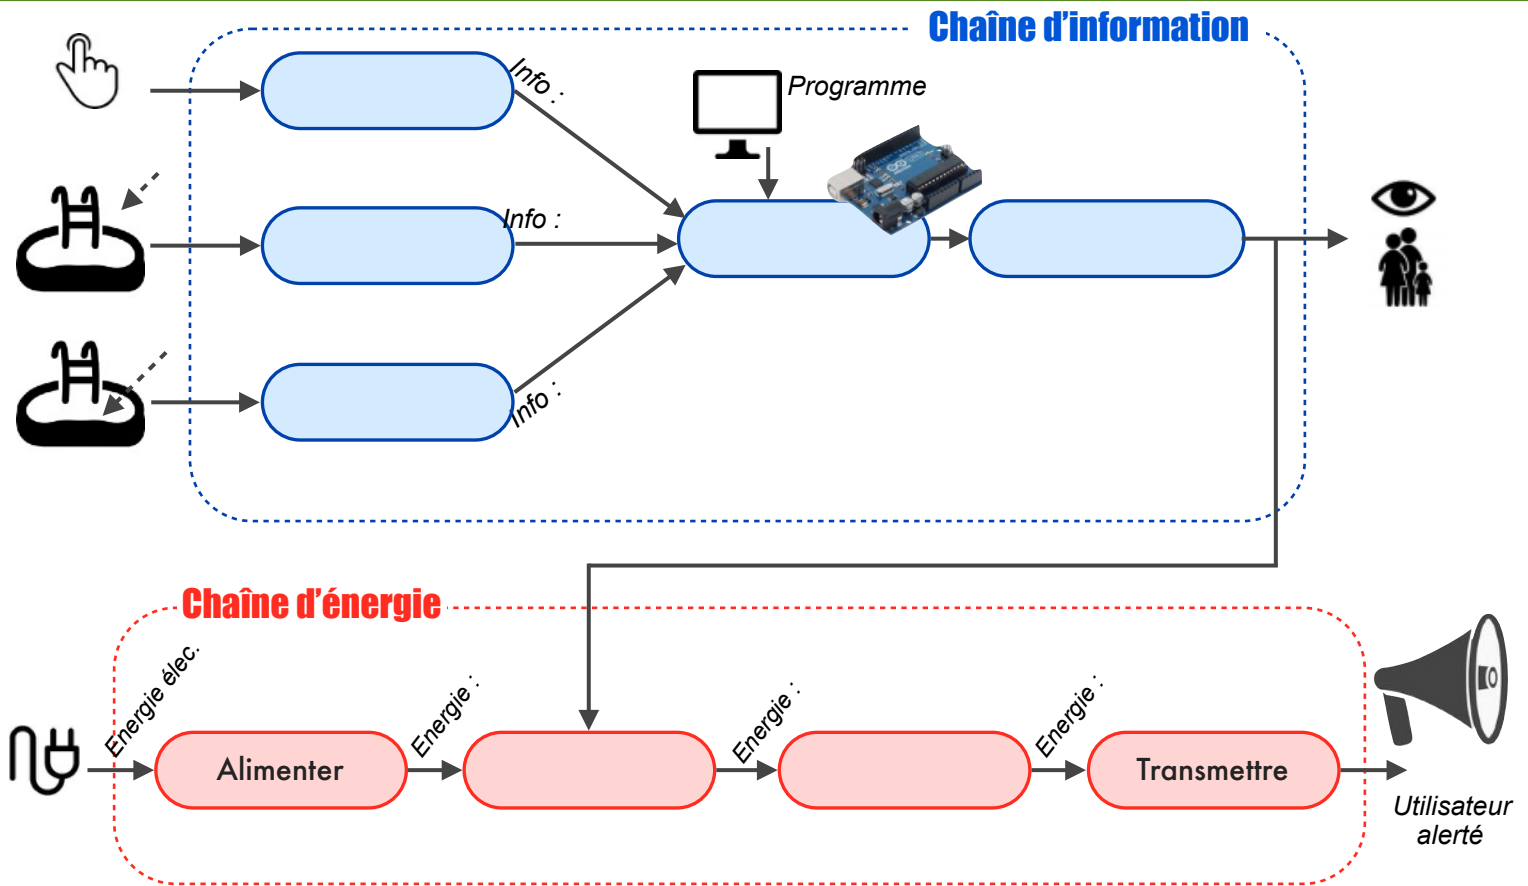 Chaîne d'information
Info :
Programme
Info :
Info :
Chaîne d'énergie
Energie élec.
Energie :
Energie :
Energie :
Alimenter
Transmettre
Utilisateur
alerté